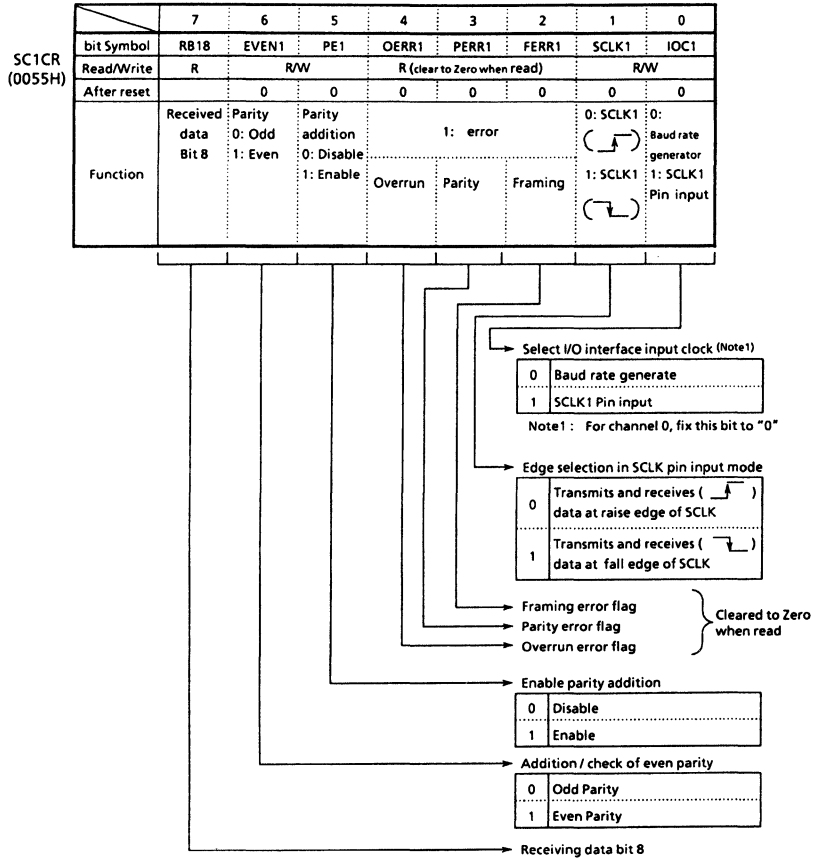 7 6 5 4 3 2 1 0
SC1CR
(0055H)
bit Symbol RB18 EVEN1 PE1 OERR1 PERR1 FERR1 SCLK1 IOC1
Read/Write R R/W R (clear to Zero when read) R/W
After reset 0 0 0 0 0 0 0
Function
Received
data
Bit 8
Parity
0: Odd
1: Even
Parity
addition
0: Disable
1: Enable
1: error
Overrun Parity Framing
0: SCLK1
( )
1: SCLK1
( )
0:
Baud rate
generator
1: SCLK1
Pin input
Select I/O interface input clock (Note1)
0 Baud rate generate
1 SCLK1 Pin input
Note1 : For channel 0, fix this bit to "0"
Edge selection in SCLK pin input mode
0 Transmits and receives ( )
data at raise edge of SCLK
1 Transmits and receives ( )
data at fall edge of SCLK
Framing error flag
Parity error flag
Overrun error flag
Cleared to Zero
when read
Enable parity addition
0 Disable
1 Enable
Addition / check of even parity
0 Odd Parity
1 Even Parity
Receiving data bit 8